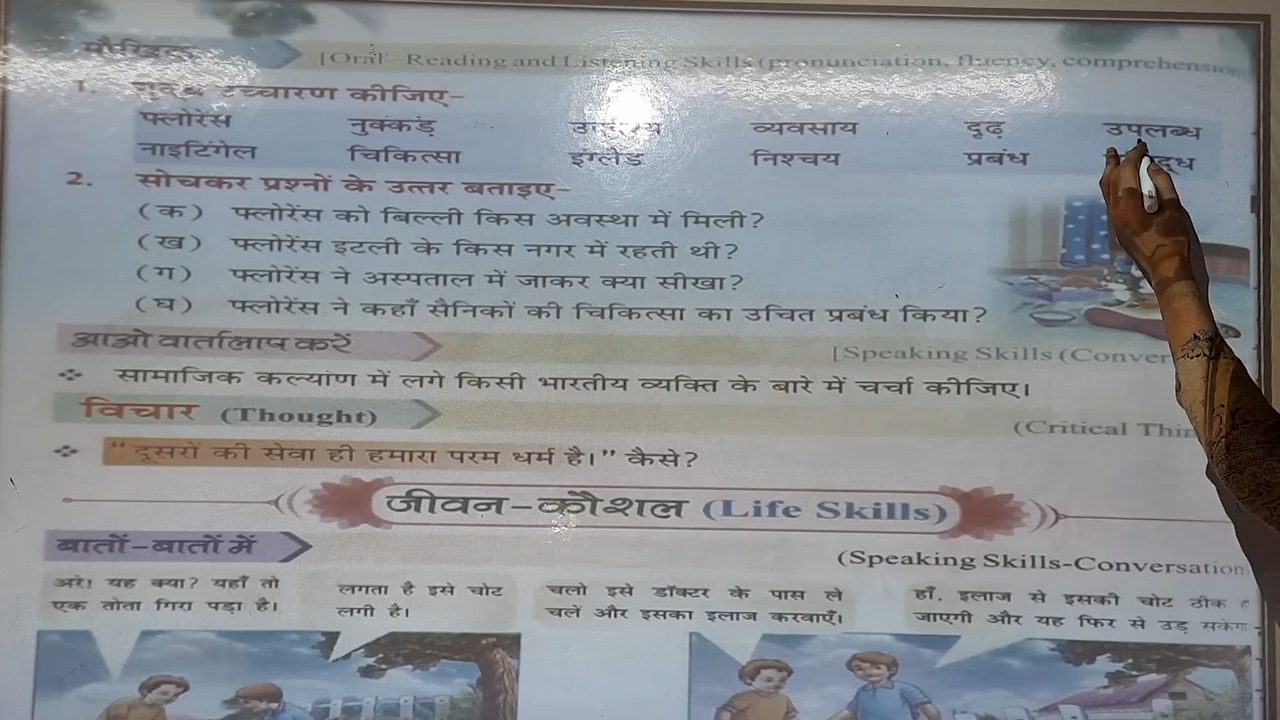 मौखिक [Oral - Reading and Listening Skills (pronunciation, fluency, comprehension
1. शुद्ध उच्चारण कीजिए-
फ्लोरेंस नुक्कड़ व्यवसाय दृढ़ उपलब्ध
नाइटिंगेल चिकित्सा इंग्लैंड निश्चय प्रबंध
2. सोचकर प्रश्नों के उत्तर बताइए-
(क) फ्लोरेंस को बिल्ली किस अवस्था में मिली?
(ख) फ्लोरेंस इटली के किस नगर में रहती थी?
(ग) फ्लोरेंस ने अस्पताल में जाकर क्या सीखा?
(घ) फ्लोरेंस ने कहाँ सैनिकों की चिकित्सा का उचित प्रबंध किया?
आओ वार्तालाप करें [Speaking Skills (Conver
❖ सामाजिक कल्याण में लगे किसी भारतीय व्यक्ति के बारे में चर्चा कीजिए।
विचार (Thought) (Critical Thin
❖ "दूसरों की सेवा ही हमारा परम धर्म है।" कैसे?
जीवन-कौशल (Life Skills)
बातों-बातों में (Speaking Skills-Conversation
अरे! यह क्या? यहाँ तो
एक तोता गिरा पड़ा है।
लगता है इसे चोट
लगी है।
चलो इसे डॉक्टर के पास ले
चलें और इसका इलाज करवाएँ।
हाँ, इलाज से इसकी चोट ठीक ह
जाएगी और यह फिर से उड़ सकेगा